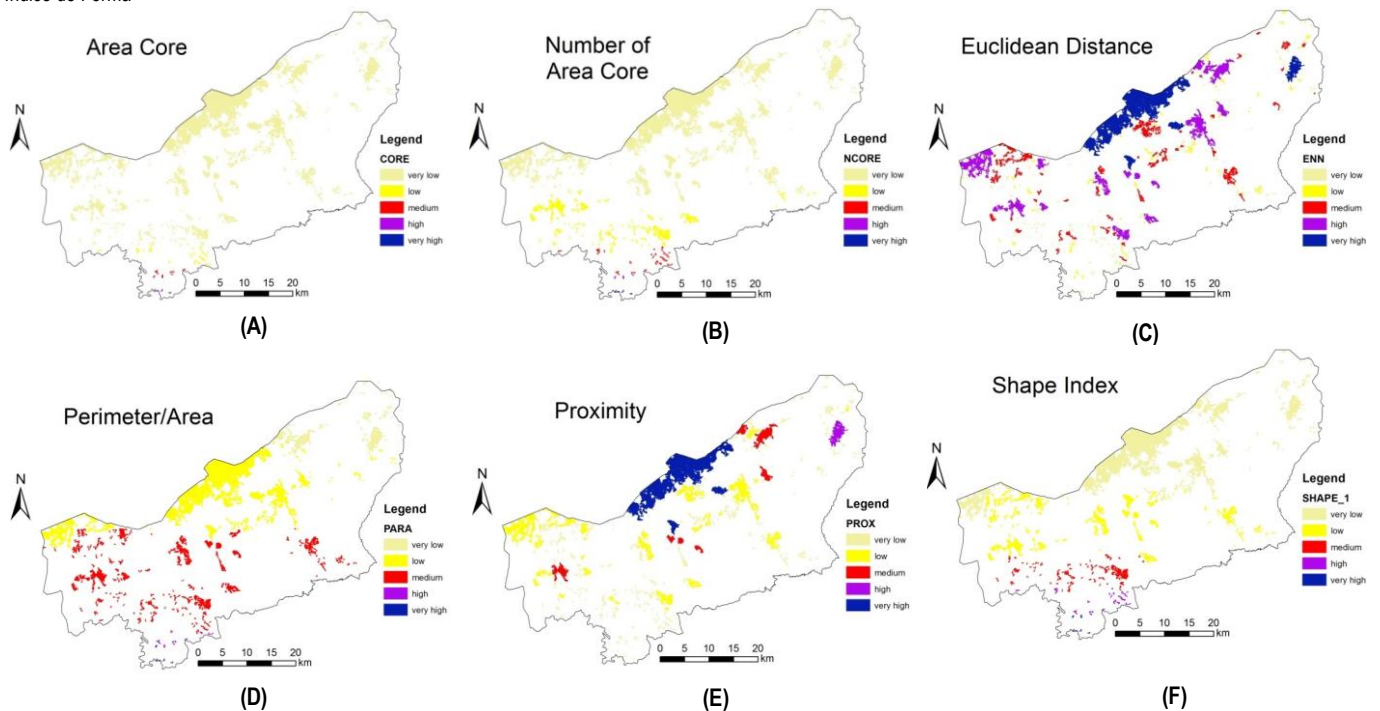 Índice de Forma
Area Core
N
Legend
CORE
very low
low
medium
high
very high
0 5 10 15 20
km
(A)
Number of
Area Core
N
Legend
NCORE
very low
low
medium
high
very high
0 5 10 15 20
km
(B)
Euclidean Distance
N
Legend
ENN
very low
low
medium
high
very high
0 5 10 15 20
km
(C)
Perimeter/Area
N
Legend
PARA
very low
low
medium
high
very high
0 5 10 15 20
km
(D)
Proximity
N
Legend
PROX
very low
low
medium
high
very high
0 5 10 15 20
km
(E)
Shape Index
N
Legend
SHAPE_1
very low
low
medium
high
very high
0 5 10 15 20
km
(F)